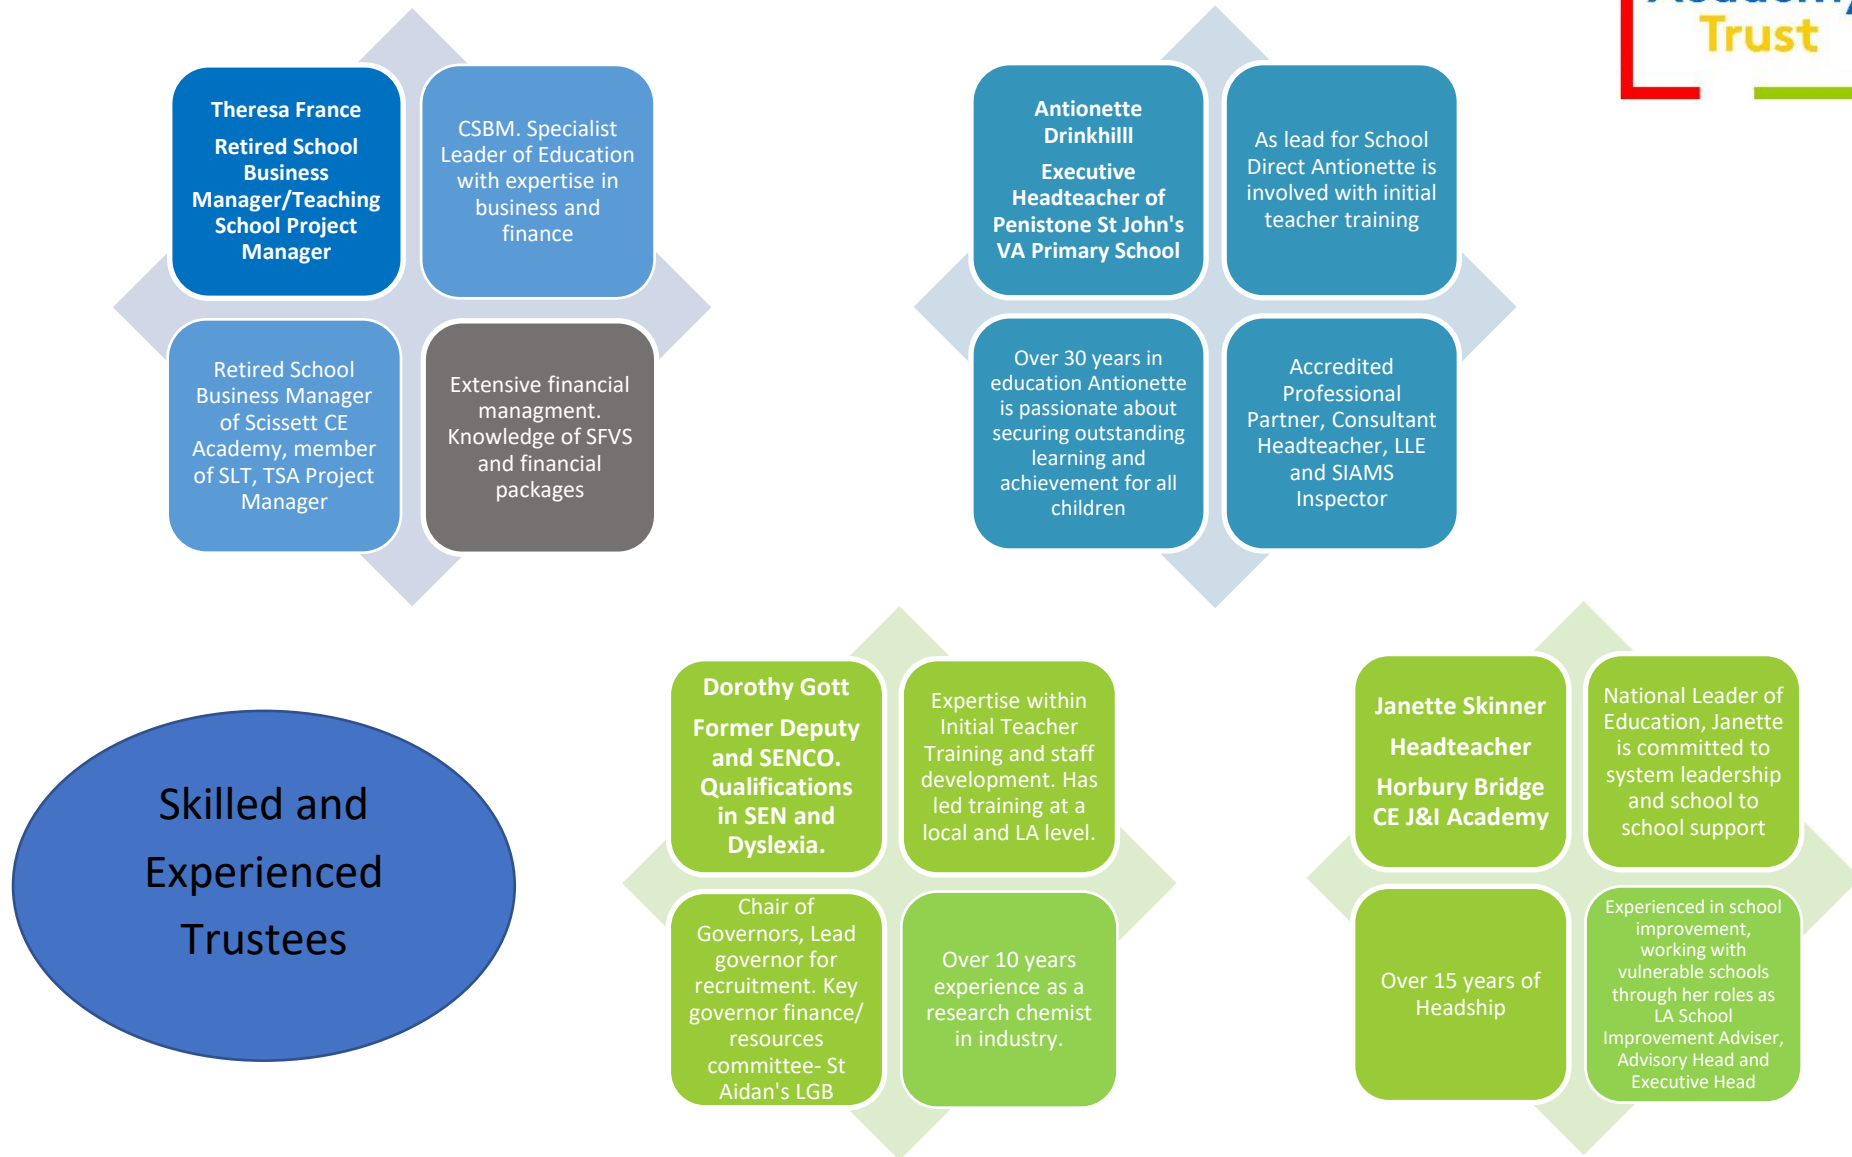 Trust
Theresa France
Retired School
Business
Manager/Teaching
School Project
Manager
CSBM. Specialist
Leader of Education
with expertise in
business and
finance
Retired School
Business Manager
of Scissett CE
Academy, member
of SLT, TSA Project
Manager
Extensive financial
managment.
Knowledge of SFVS
and financial
packages
Antionette
Drinkhilll
Executive
Headteacher of
Penistone St John's
VA Primary School
As lead for School
Direct Antionette is
involved with initial
teacher training
Over 30 years in
education Antionette
is passionate about
securing outstanding
learning and
achievement for all
children
Accredited
Professional
Partner, Consultant
Headteacher, LLE
and SIAMS
Inspector
Skilled and
Experienced
Trustees
Dorothy Gott
Former Deputy
and SENCO.
Qualifications
in SEN and
Dyslexia.
Expertise within
Initial Teacher
Training and staff
development. Has
led training at a
local and LA level.
Chair of
Governors, Lead
governor for
recruitment. Key
governor finance/
resources
committee- St
Aidan's LGB
Over 10 years
experience as a
research chemist
in industry.
Janette Skinner
Headteacher
Horbury Bridge
CE J&I Academy
National Leader of
Education, Janette
is committed to
system leadership
and school to
school support
Over 15 years of
Headship
Experienced in school
improvement,
working with
vulnerable schools
through her roles as
LA School
Improvement Adviser,
Advisory Head and
Executive Head